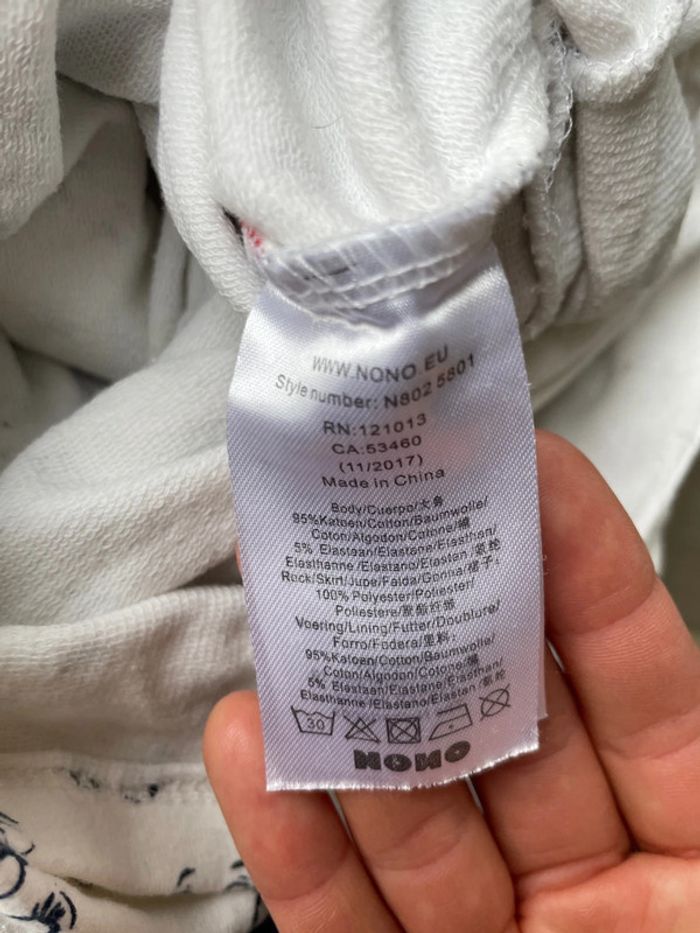 WWW.NONO.EU
Style number: N802 5801
RN:121013
CA:53460
(11/2017)
Made in China
Body/Cuerpo/大身
95%Katoen/Cotton/Baumwolle/
Coton/Algodon/Cotone/棉
5% Elastaan/Elastane/Elasthan/
Elasthanne/Elastano/Elastan/氨纶
Rock/Skirt/Jupe/Falda/Gonna/裙子:
100% Polyester/Poliester/
Poliestere/聚酯纤维
Voering/Lining/Futter/Doublure/
Forro/Fodera/里料:
95%Katoen/Cotton/Baumwolle/
Coton/Algodon/Cotone/棉
5% Elastaan/Elastane/Elasthan/
Elasthanne/Elastano/Elastan/氨纶
30
NONO